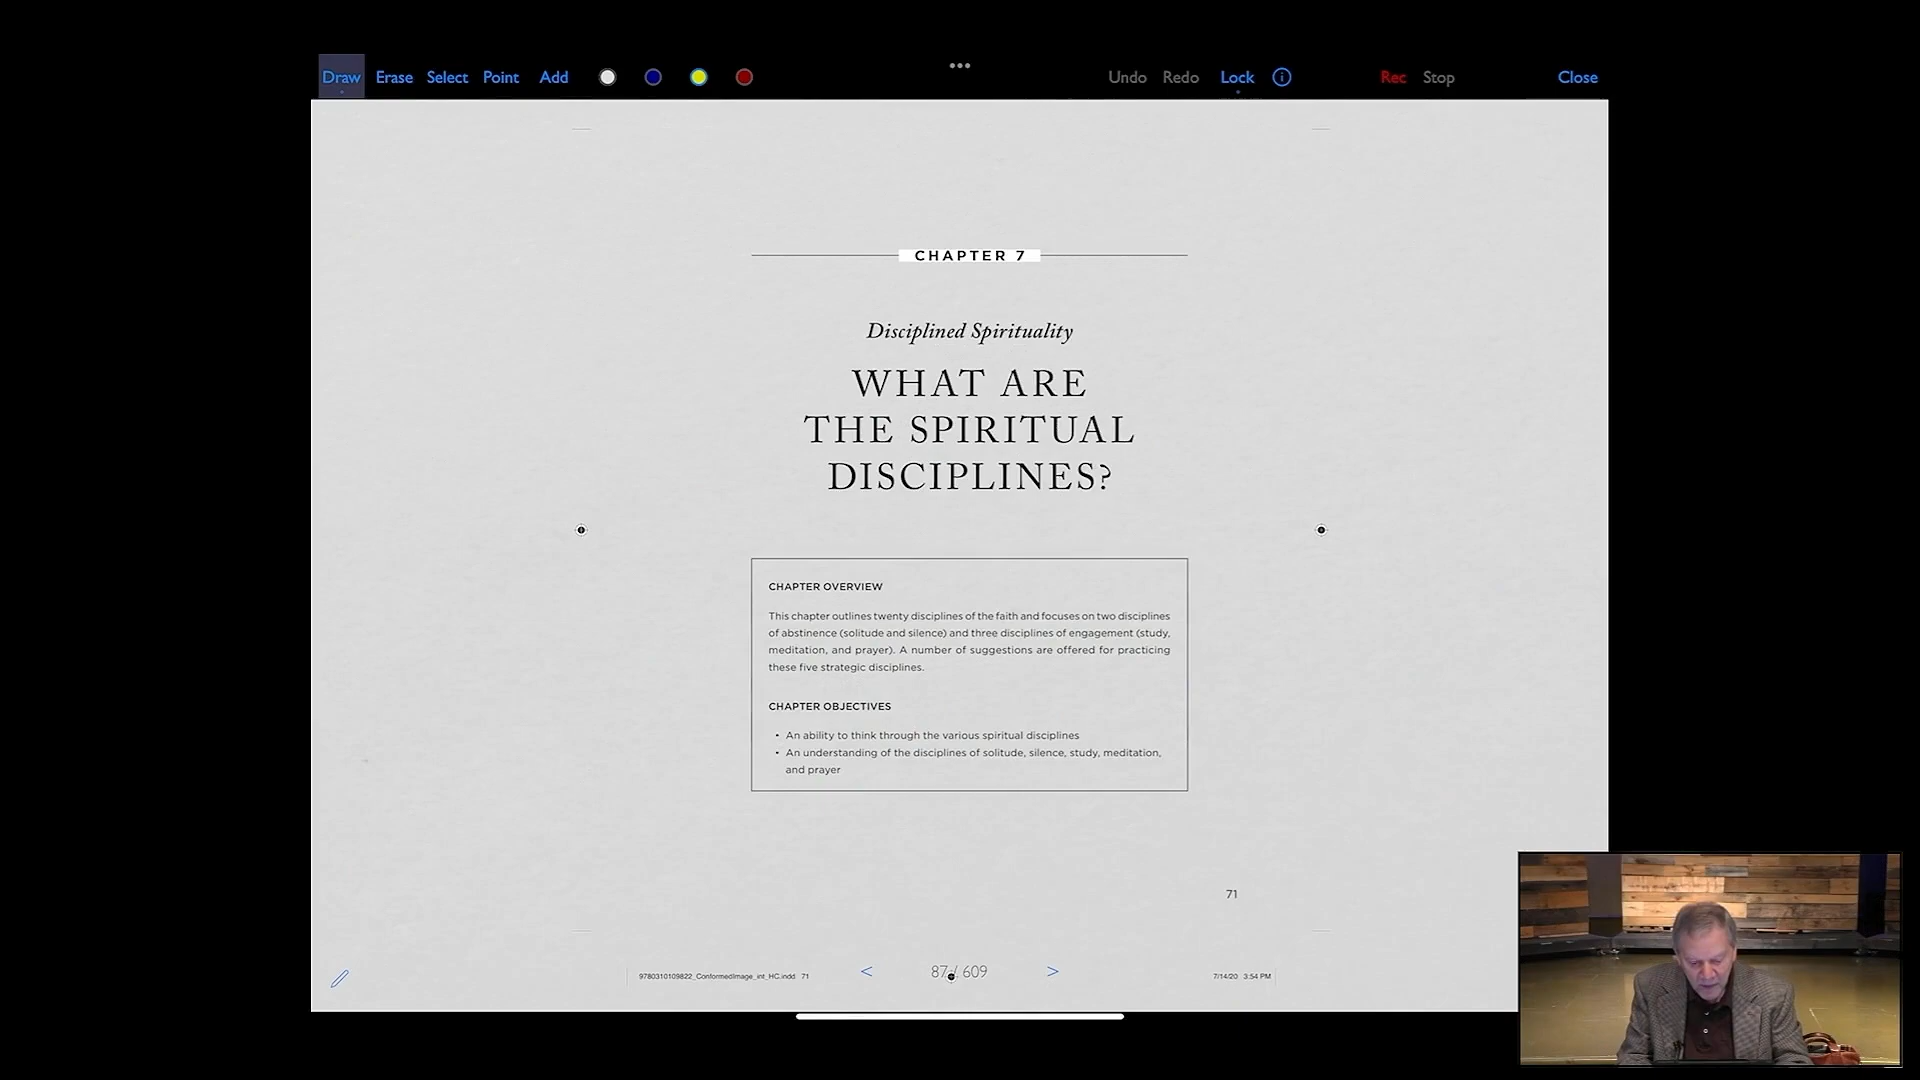 Draw Erase Select Point Add ••• Undo Redo Lock Rec Stop Close
CHAPTER 7
Disciplined Spirituality
WHAT ARE
THE SPIRITUAL
DISCIPLINES?
CHAPTER OVERVIEW
This chapter outlines twenty disciplines of the faith and focuses on two disciplines
of abstinence (solitude and silence) and three disciplines of engagement (study,
meditation, and prayer). A number of suggestions are offered for practicing
these five strategic disciplines.
CHAPTER OBJECTIVES
• An ability to think through the various spiritual disciplines
• An understanding of the disciplines of solitude, silence, study, meditation,
and prayer
71
9780310109822_ConformedImage_int_HC.indd 71 < 87 / 609 > 7/14/20 3:54 PM